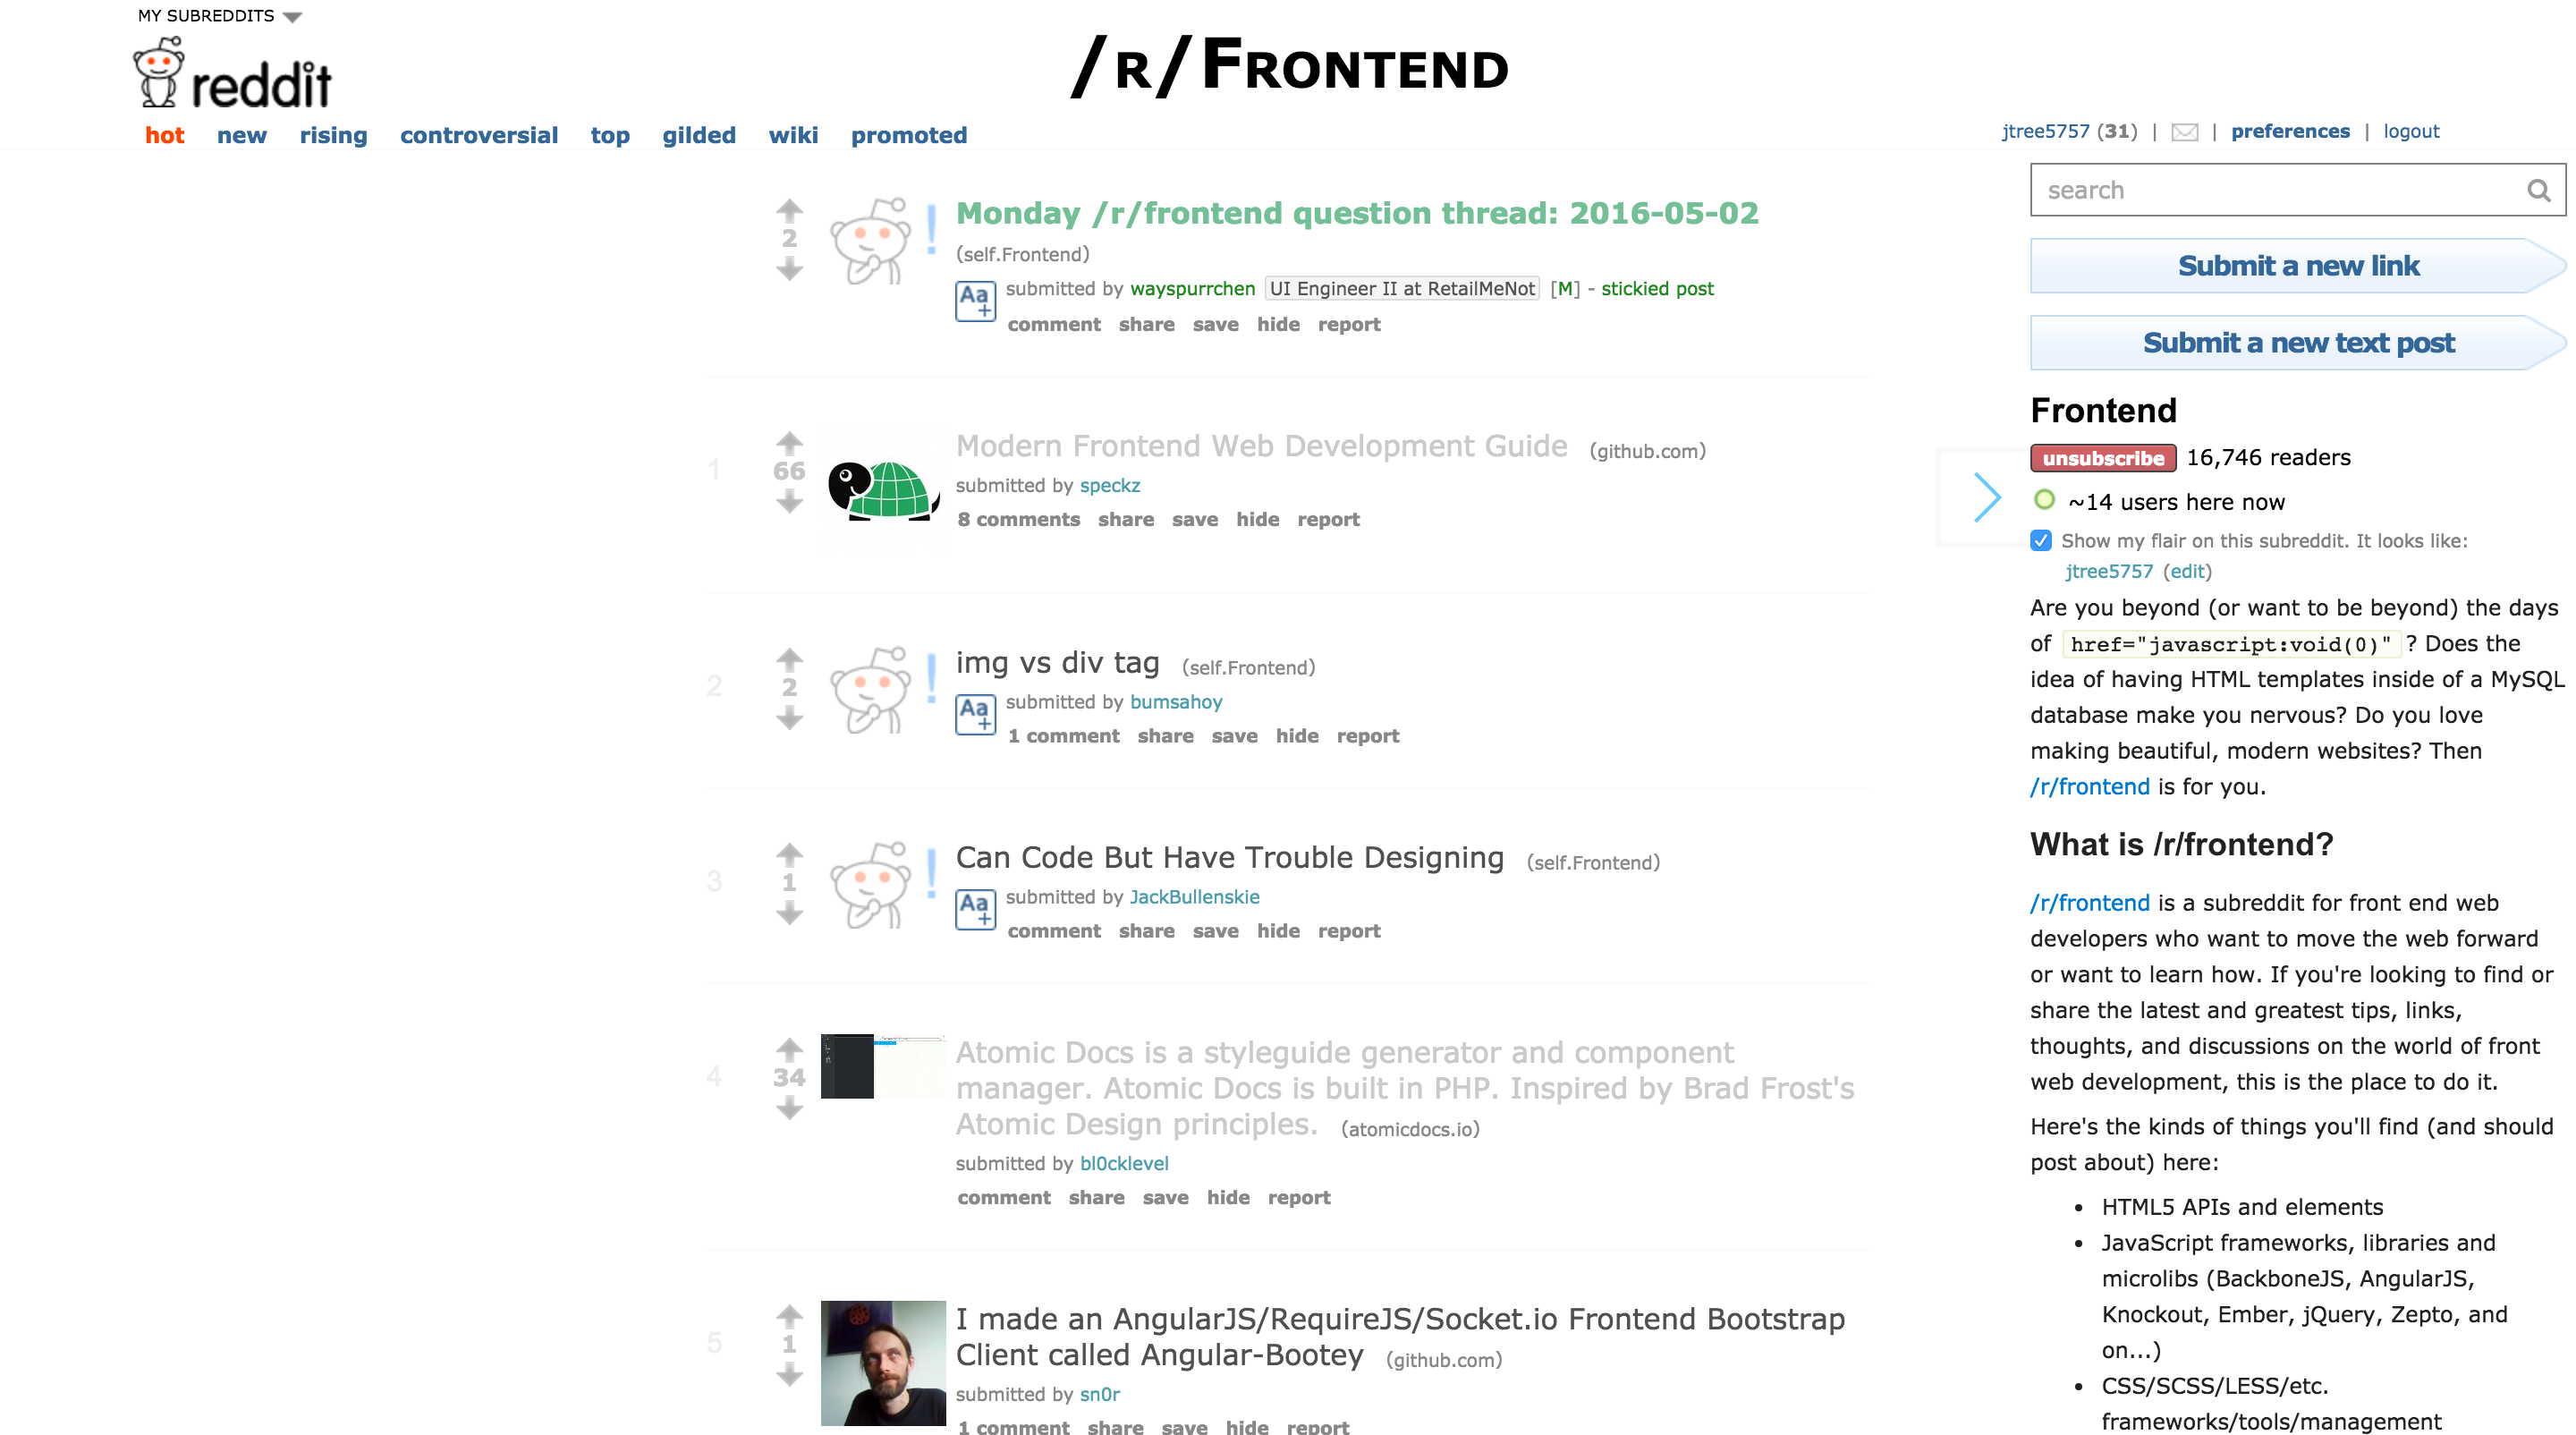 MY SUBREDDITS
reddit
/R/FRONTEND
hot new rising controversial top gilded wiki promoted
jtree5757 (31) | | preferences | logout
2
Monday /r/frontend question thread: 2016-05-02
(self.Frontend)
Aa+
submitted by wayspurrchen UI Engineer II at RetailMeNot [M] - stickied post
comment share save hide report
1
66
Modern Frontend Web Development Guide (github.com)
submitted by speckz
8 comments share save hide report
2
2
img vs div tag (self.Frontend)
Aa+
submitted by bumsahoy
1 comment share save hide report
3
1
Can Code But Have Trouble Designing (self.Frontend)
Aa+
submitted by JackBullenskie
comment share save hide report
4
34
Atomic Docs is a styleguide generator and component
manager. Atomic Docs is built in PHP. Inspired by Brad Frost's
Atomic Design principles. (atomicdocs.io)
submitted by bl0cklevel
comment share save hide report
5
1
I made an AngularJS/RequireJS/Socket.io Frontend Bootstrap
Client called Angular-Bootey (github.com)
submitted by sn0r
1 comment share save hide report
search
Submit a new link
Submit a new text post
Frontend
unsubscribe 16,746 readers
~14 users here now
Show my flair on this subreddit. It looks like:
jtree5757 (edit)
Are you beyond (or want to be beyond) the days
of href="javascript:void(0)" ? Does the
idea of having HTML templates inside of a MySQL
database make you nervous? Do you love
making beautiful, modern websites? Then
/r/frontend is for you.
What is /r/frontend?
/r/frontend is a subreddit for front end web
developers who want to move the web forward
or want to learn how. If you're looking to find or
share the latest and greatest tips, links,
thoughts, and discussions on the world of front
web development, this is the place to do it.
Here's the kinds of things you'll find (and should
post about) here:
• HTML5 APIs and elements
• JavaScript frameworks, libraries and
microlibs (BackboneJS, AngularJS,
Knockout, Ember, jQuery, Zepto, and
on...)
• CSS/SCSS/LESS/etc.
frameworks/tools/management